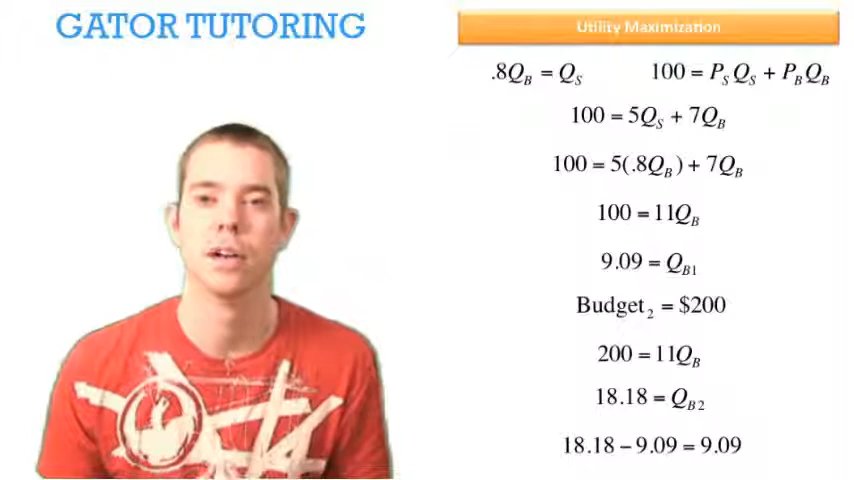 GATOR TUTORING
Utility Maximization
.8Q_B = Q_S    100 = P_S Q_S + P_B Q_B
100 = 5Q_S + 7Q_B
100 = 5(.8Q_B) + 7Q_B
100 = 11Q_B
9.09 = Q_B1
Budget_2 = $200
200 = 11Q_B
18.18 = Q_B2
18.18 − 9.09 = 9.09